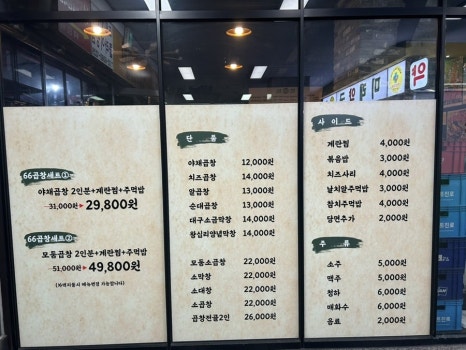 66곱창세트①
야채곱창 2인분+계란찜+주먹밥
31,000원 ▶ 29,800원
66곱창세트②
모둠곱창 2인분+계란찜+주먹밥
51,000원 ▶ 49,800원
단 품
야채곱창 12,000원
치즈곱창 14,000원
알곱창 13,000원
순대곱창 13,000원
대구소금막창 14,000원
왕십리양념막창 14,000원
모둠소곱창 22,000원
소막창 22,000원
소대창 22,000원
소곱창 22,000원
곱창전골2인 26,000원
사 이 드
계란찜 4,000원
볶음밥 3,000원
치즈사리 4,000원
날치알주먹밥 3,000원
참치주먹밥 4,000원
당면추가 2,000원
주 류
소주 5,000원
맥주 5,000원
청하 6,000원
매화수 6,000원
음료 2,000원
약